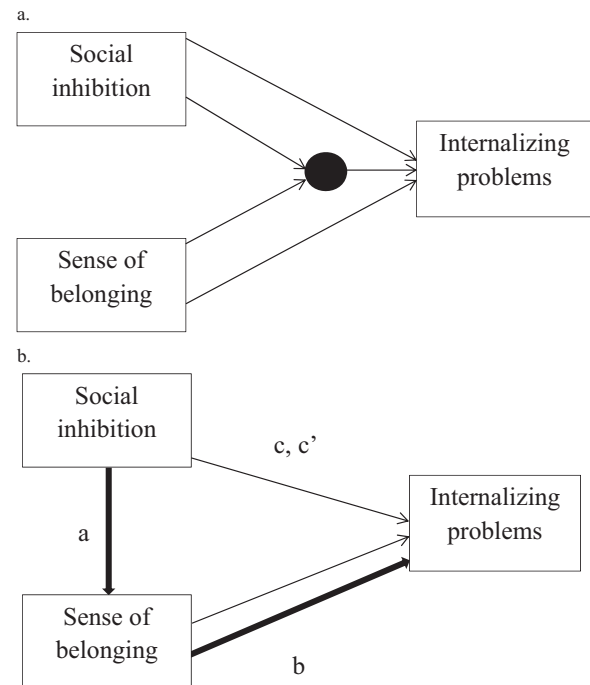 a.
Social
inhibition
Internalizing
problems
Sense of
belonging
b.
Social
inhibition
c, c’
Internalizing
problems
a
Sense of
belonging
b